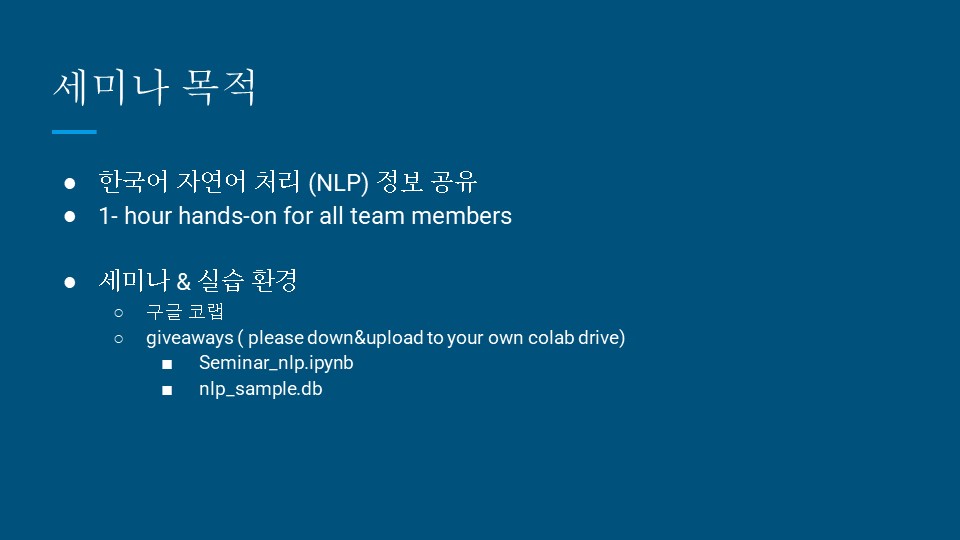 세미나 목적
● 한국어 자연어 처리 (NLP) 정보 공유
● 1- hour hands-on for all team members
● 세미나 & 실습 환경
○ 구글 코랩
○ giveaways ( please down&upload to your own colab drive)
■ Seminar_nlp.ipynb
■ nlp_sample.db